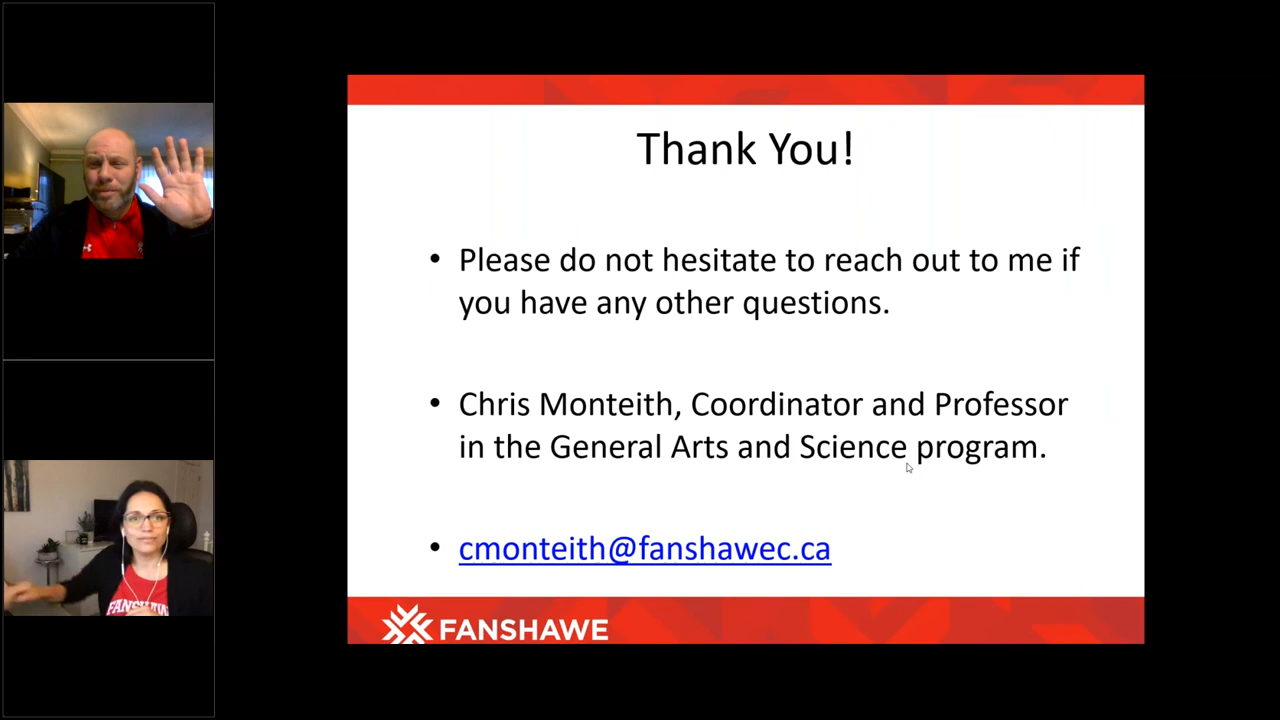 Thank You!
• Please do not hesitate to reach out to me if
you have any other questions.
• Chris Monteith, Coordinator and Professor
in the General Arts and Science program.
• cmonteith@fanshawec.ca
FANSHAWE
FANSHAWE